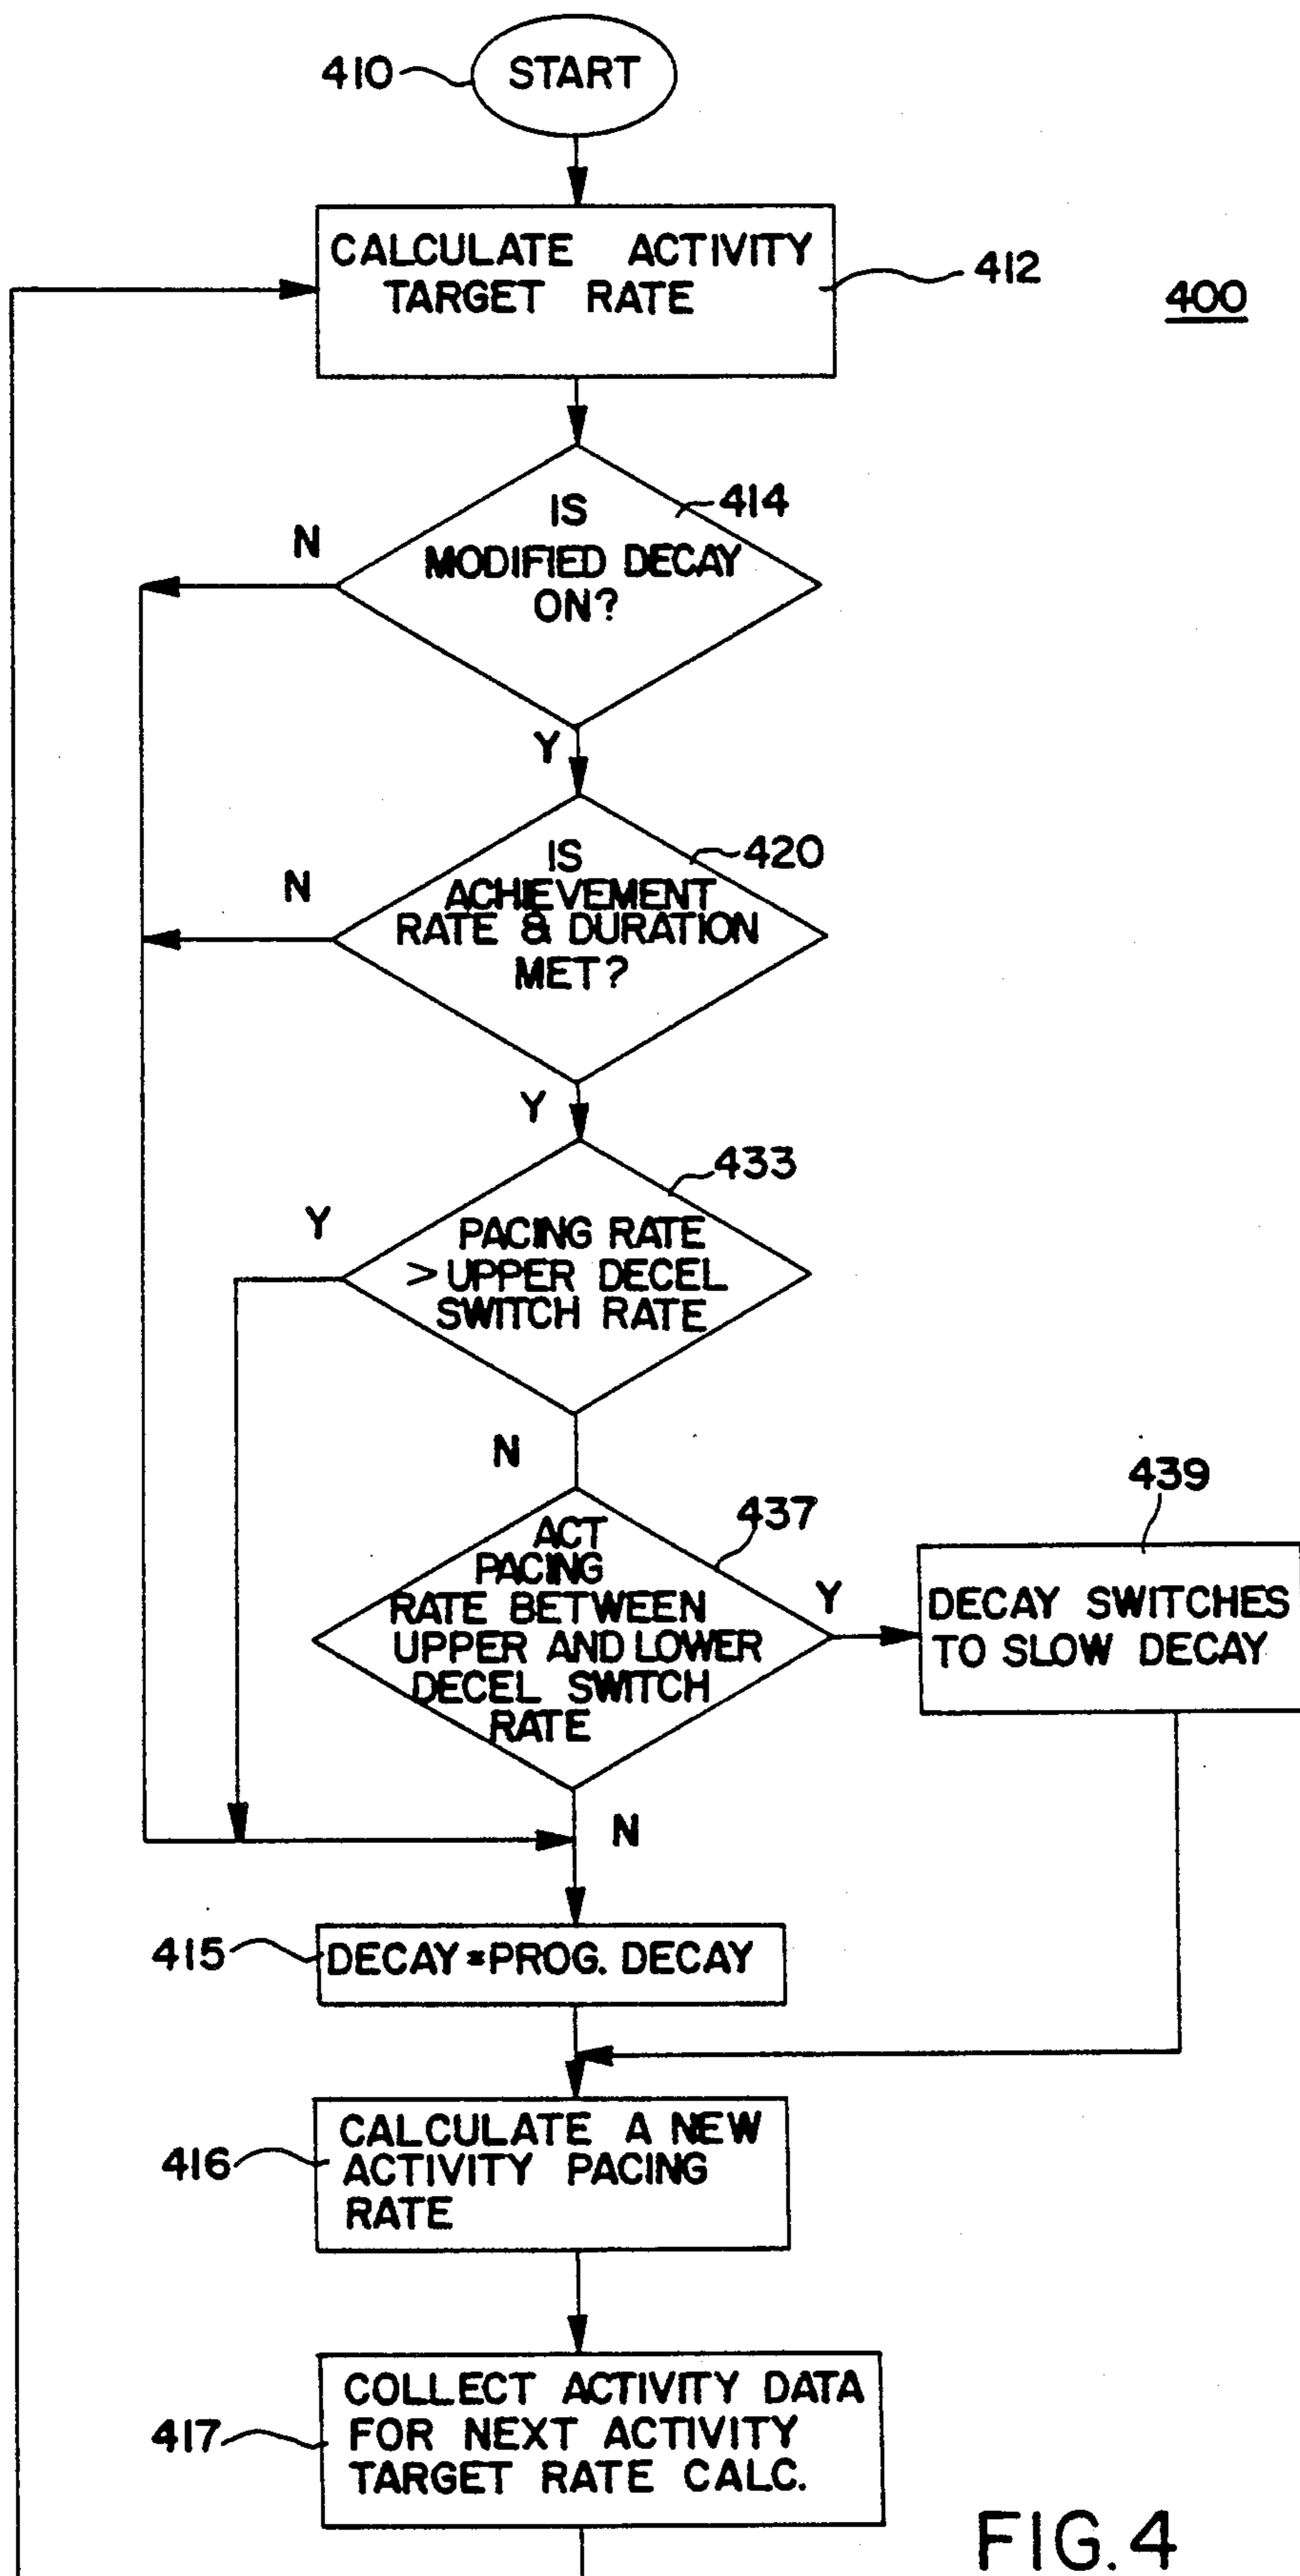 410
START
CALCULATE ACTIVITY
TARGET RATE
412
400
IS
414
N
MODIFIED DECAY
ON?
Y
IS
420
N
ACHIEVEMENT
RATE & DURATION
MET?
Y
433
Y
PACING RATE
> UPPER DECEL
SWITCH RATE
N
439
437
ACT
PACING
RATE BETWEEN
UPPER AND LOWER
DECEL SWITCH
RATE
Y
DECAY SWITCHES
TO SLOW DECAY
N
415
DECAY=PROG. DECAY
416
CALCULATE A NEW
ACTIVITY PACING
RATE
417
COLLECT ACTIVITY DATA
FOR NEXT ACTIVITY
TARGET RATE CALC.
FIG. 4